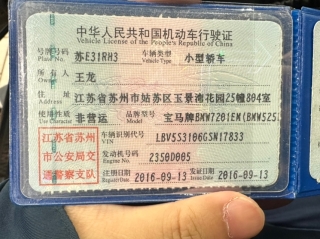 中华人民共和国机动车行驶证
Vehicle License of the People's Republic of China
号牌号码 苏E31RH3 车辆类型 小型轿车
Plate No. Vehicle Type
所有人 王龙
Owner
住址 江苏省苏州市姑苏区玉景湾花园25幢804室
Address
使用性质 非营运 品牌型号 宝马牌BMW7201EM(BMW525
Use Character Model
江苏省苏州
市公安局交
通警察支队
车辆识别代号 LBV5S3106GSN17833
VIN
发动机号码 2350D005
Engine No.
注册日期 2016-09-13 发证日期 2016-09-13
Register Date Issue Date